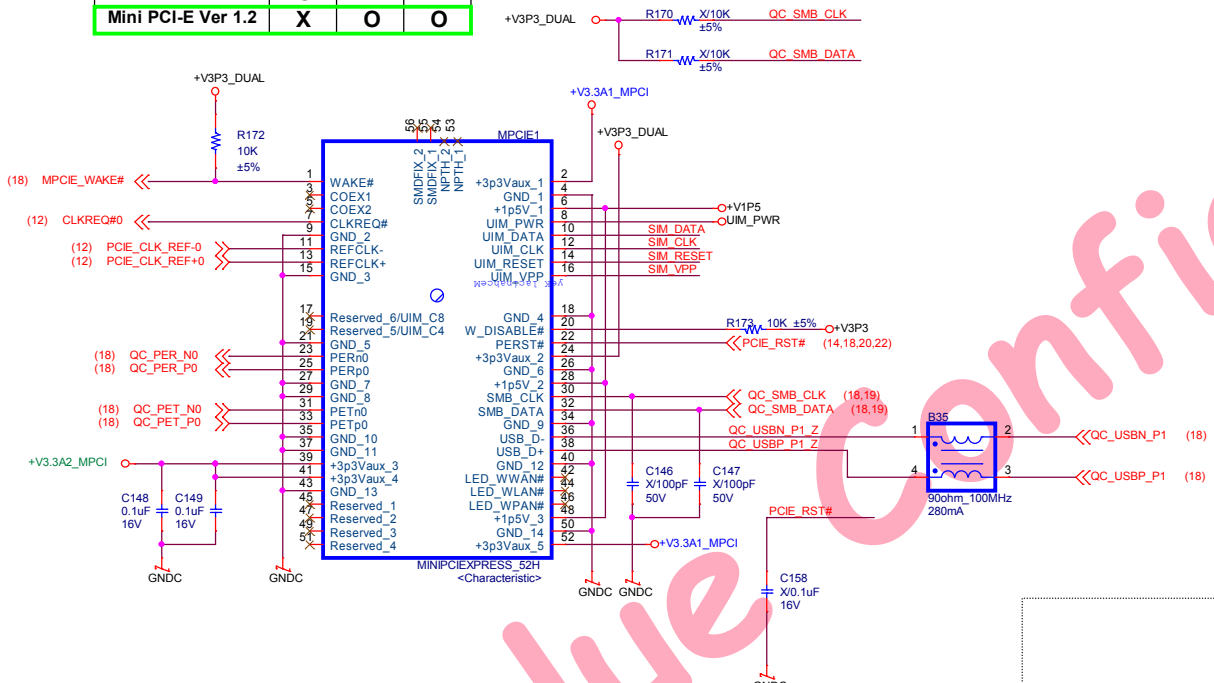 Mini PCI-E Ver 1.2 X O O
+V3P3_DUAL
R170 X/10K QC_SMB_CLK
±5%
R171 X/10K QC_SMB_DATA
±5%
+V3P3_DUAL
R172
10K
±5%
+V3.3A1_MPCI
+V3P3_DUAL
MPCIE1
56 55 54 53
SMDFIX_2
SMDFIX_1
NPTH_2
NPTH_1
(18) MPCIE_WAKE# 1 WAKE#
3 COEX1
5 COEX2
(12) CLKREQ#0 7 CLKREQ#
9 GND_2
(12) PCIE_CLK_REF-0 11 REFCLK-
(12) PCIE_CLK_REF+0 13 REFCLK+
15 GND_3
17 Reserved_6/UIM_C8
19 Reserved_5/UIM_C4
21 GND_5
(18) QC_PER_N0 23 PERn0
(18) QC_PER_P0 25 PERp0
27 GND_7
29 GND_8
(18) QC_PET_N0 31 PETn0
(18) QC_PET_P0 33 PETp0
35 GND_10
37 GND_11
+V3.3A2_MPCI 39 +3p3Vaux_3
41 +3p3Vaux_4
43 GND_13
45 Reserved_1
47 Reserved_2
49 Reserved_3
51 Reserved_4
+3p3Vaux_1 2
GND_1 4
+1p5V_1 6 +V1P5
UIM_PWR 8 UIM_PWR
UIM_DATA 10 SIM_DATA
UIM_CLK 12 SIM_CLK
UIM_RESET 14 SIM_RESET
UIM_VPP 16 SIM_VPP
Mechanical Key
GND_4 18
W_DISABLE# 20 R173 10K ±5% +V3P3
PERST# 22 PCIE_RST# (14,18,20,22)
+3p3Vaux_2 24
GND_6 26
+1p5V_2 28
SMB_CLK 30 QC_SMB_CLK (18,19)
SMB_DATA 32 QC_SMB_DATA (18,19)
GND_9 34
USB_D- 36 QC_USBN_P1_Z
USB_D+ 38 QC_USBP_P1_Z
GND_12 40
LED_WWAN# 42
LED_WLAN# 44
LED_WPAN# 46
+1p5V_3 48
GND_14 50
+3p3Vaux_5 52 +V3.3A1_MPCI
MINIPCIEXPRESS_52H
<Characteristic>
C148
0.1uF
16V
C149
0.1uF
16V
GNDC
GNDC
C146
X/100pF
50V
C147
X/100pF
50V
GNDC
GNDC
B35
1 2 QC_USBN_P1 (18)
4 3 QC_USBP_P1 (18)
90ohm_100MHz
280mA
PCIE_RST#
C158
X/0.1uF
16V
GNDC